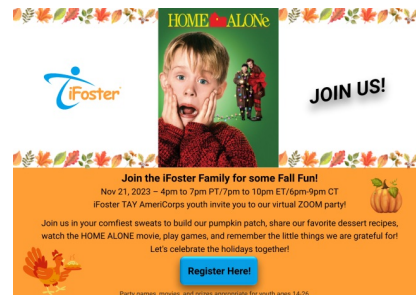 HOME ALONe
iFoster
JOIN US!
Join the iFoster Family for some Fall Fun!
Nov 21, 2023 – 4pm to 7pm PT/7pm to 10pm ET/6pm-9pm CT
iFoster TAY AmeriCorps youth invite you to our virtual ZOOM party!
Join us in your comfiest sweats to build our pumpkin patch, share our favorite dessert recipes,
watch the HOME ALONE movie, play games, and remember the little things we are grateful for!
Let's celebrate the holidays together!
Register Here!
Party games, movies, and prizes appropriate for youth ages 14-26